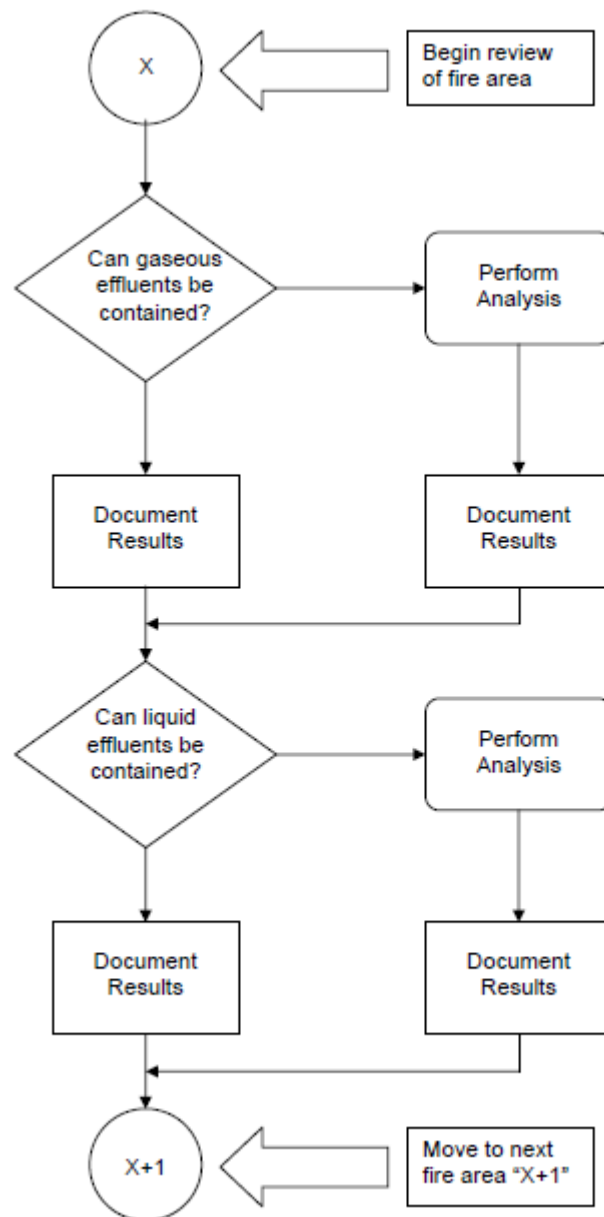 X
Begin review
of fire area
Can gaseous
effluents be
contained?
Perform
Analysis
Document
Results
Document
Results
Can liquid
effluents be
contained?
Perform
Analysis
Document
Results
Document
Results
X+1
Move to next
fire area “X+1”